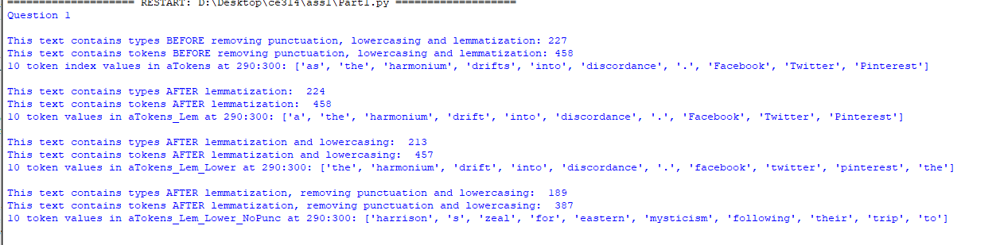 ==================== RESTART: D:\Desktop\ce314\ass1\Part1.py ===================
Question 1
This text contains types BEFORE removing punctuation, lowercasing and lemmatization: 227
This text contains tokens BEFORE removing punctuation, lowercasing and lemmatization: 458
10 token index values in aTokens at 290:300: ['as', 'the', 'harmonium', 'drifts', 'into', 'discordance', '.', 'Facebook', 'Twitter', 'Pinterest']
This text contains types AFTER lemmatization:  224
This text contains tokens AFTER lemmatization:  458
10 token values in aTokens_Lem at 290:300: ['a', 'the', 'harmonium', 'drift', 'into', 'discordance', '.', 'Facebook', 'Twitter', 'Pinterest']
This text contains types AFTER lemmatization and lowercasing:  213
This text contains tokens AFTER lemmatization and lowercasing:  457
10 token values in aTokens_Lem_Lower at 290:300: ['the', 'harmonium', 'drift', 'into', 'discordance', '.', 'facebook', 'twitter', 'pinterest', 'the']
This text contains types AFTER lemmatization, removing punctuation and lowercasing:  189
This text contains tokens AFTER lemmatization, removing punctuation and lowercasing:  387
10 token values in aTokens_Lem_Lower_NoPunc at 290:300: ['harrison', 's', 'zeal', 'for', 'eastern', 'mysticism', 'following', 'their', 'trip', 'to']